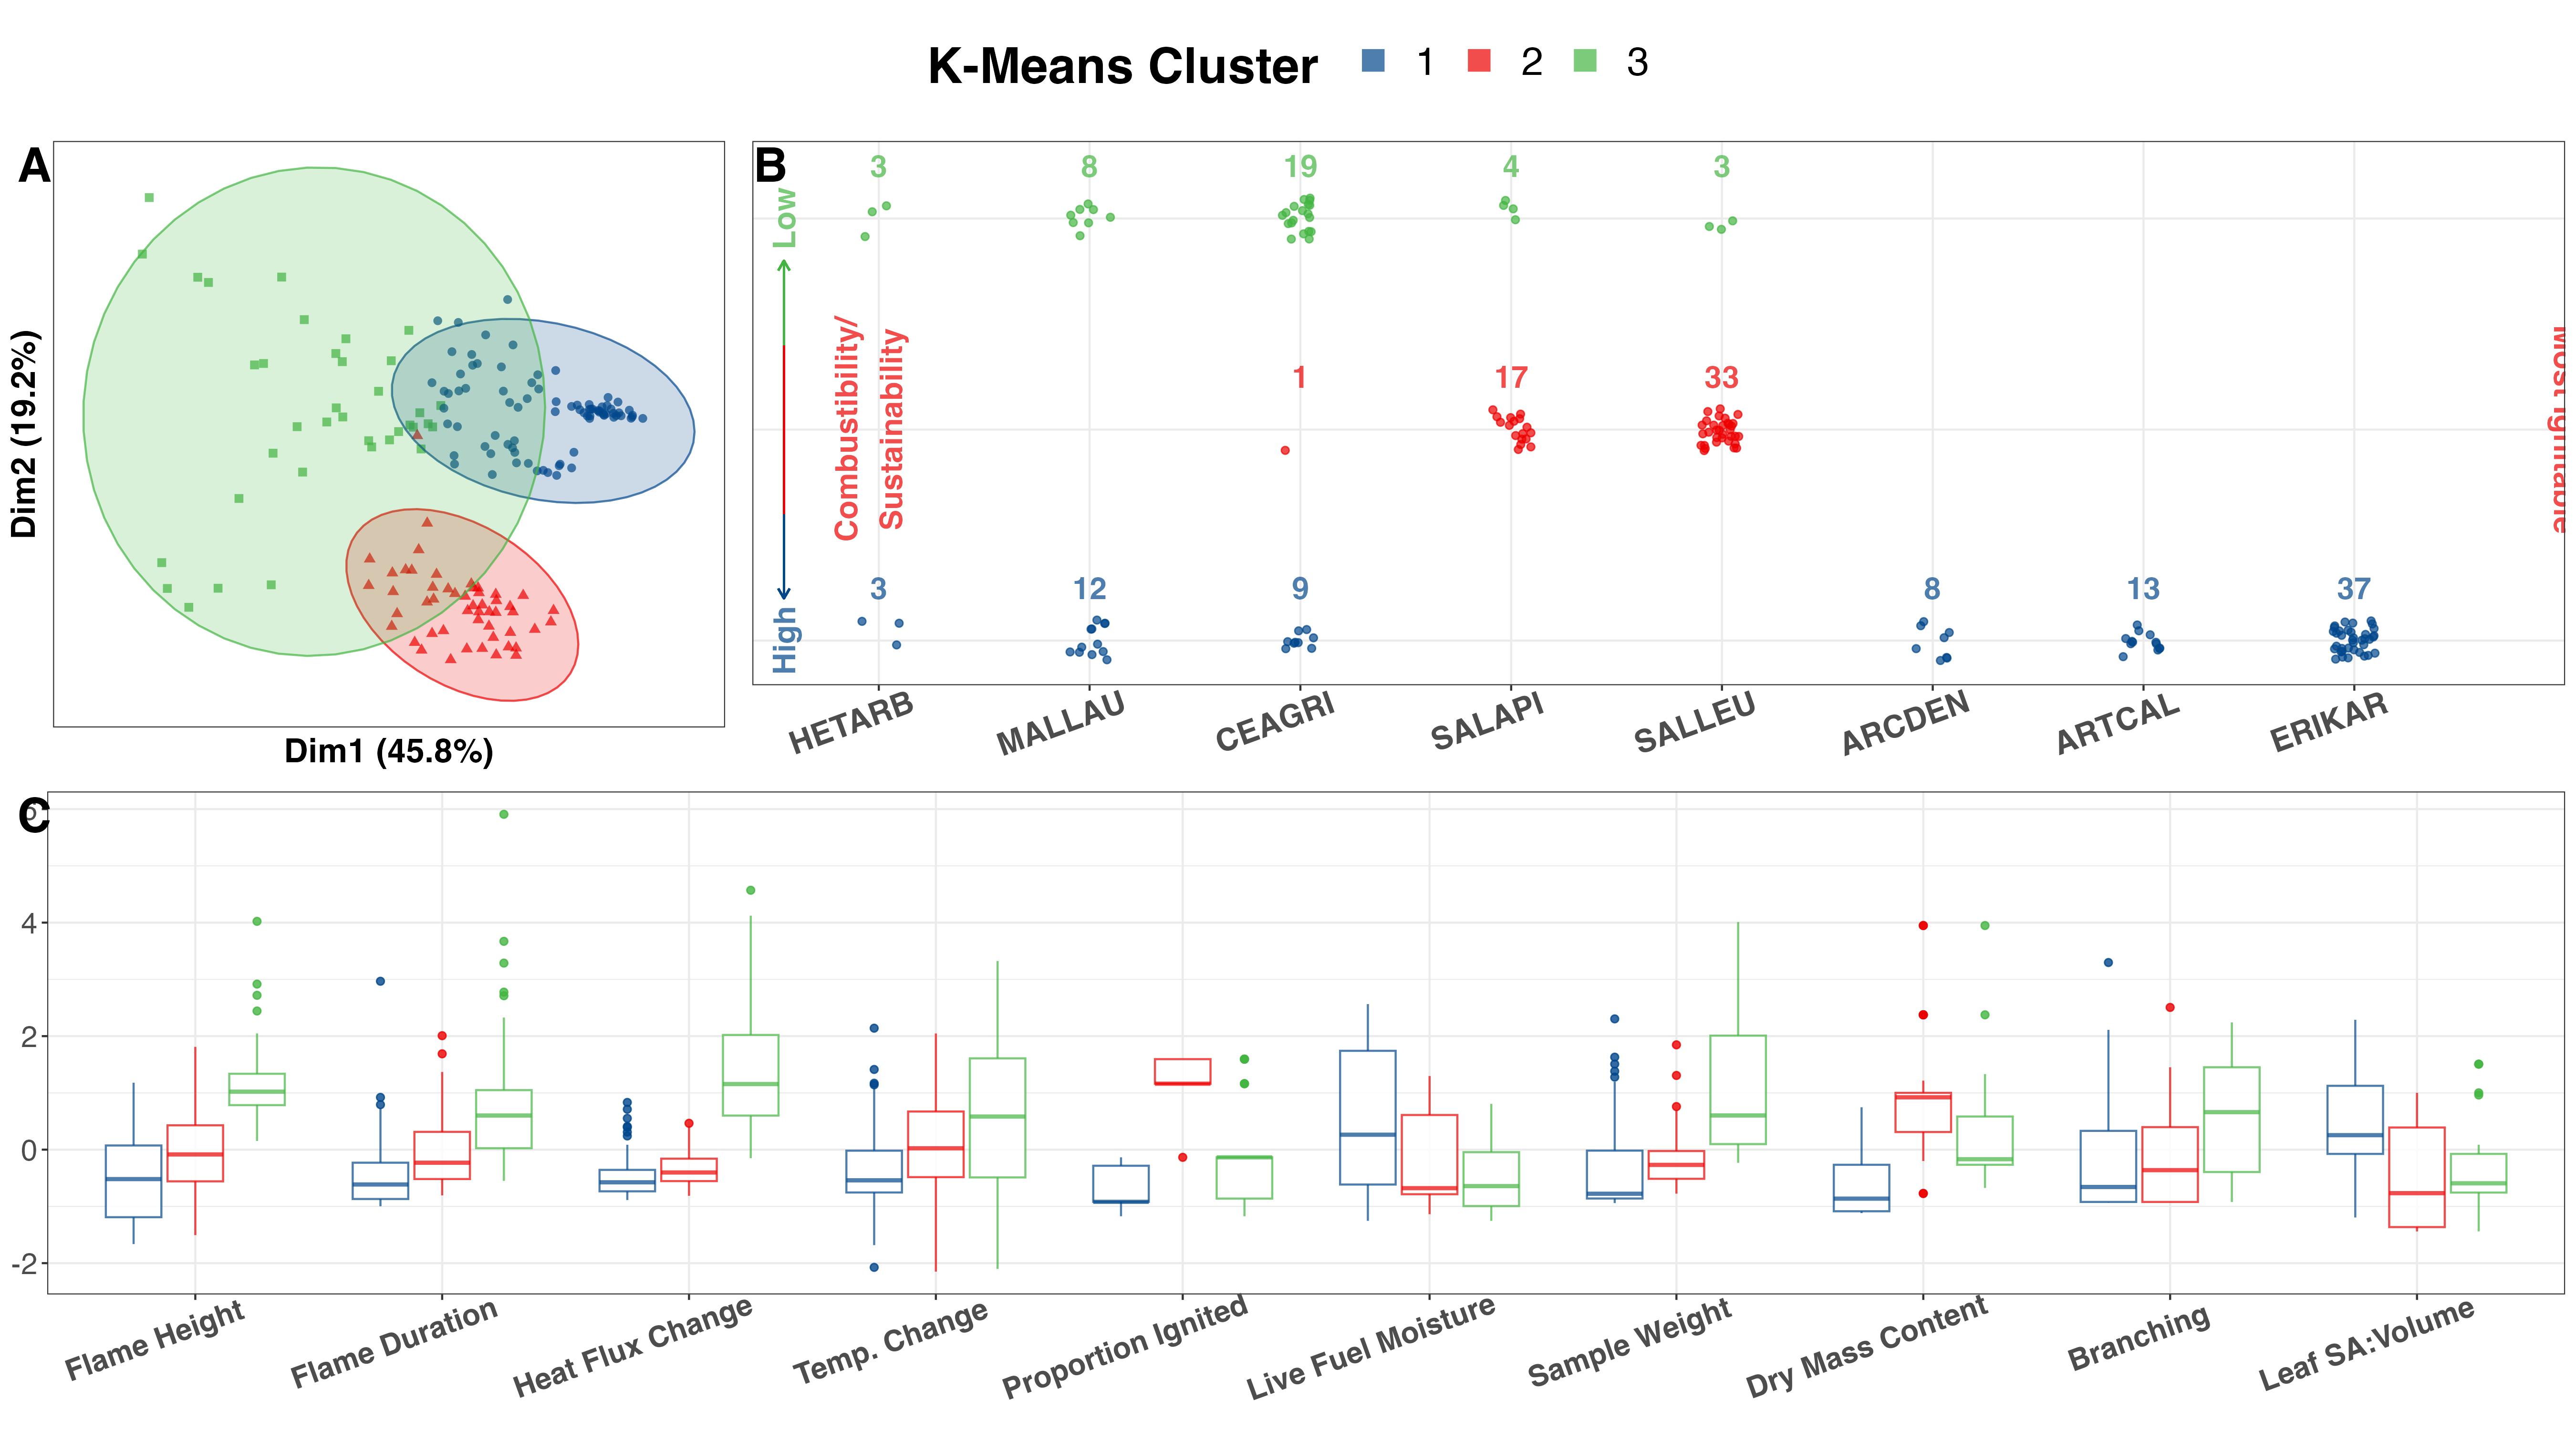 K-Means Cluster 1 2 3
A
Dim2 (19.2%)
Dim1 (45.8%)
B
3 8 19 4 3
Low
Combustibility/
Sustainability
1 17 33
Most Ignitable
High
3 12 9 8 13 37
HETARB MALLAU CEAGRI SALAPI SALLEU ARCDEN ARTCAL ERIKAR
C
4
2
0
-2
Flame Height Flame Duration Heat Flux Change Temp. Change Proportion Ignited Live Fuel Moisture Sample Weight Dry Mass Content Branching Leaf SA:Volume